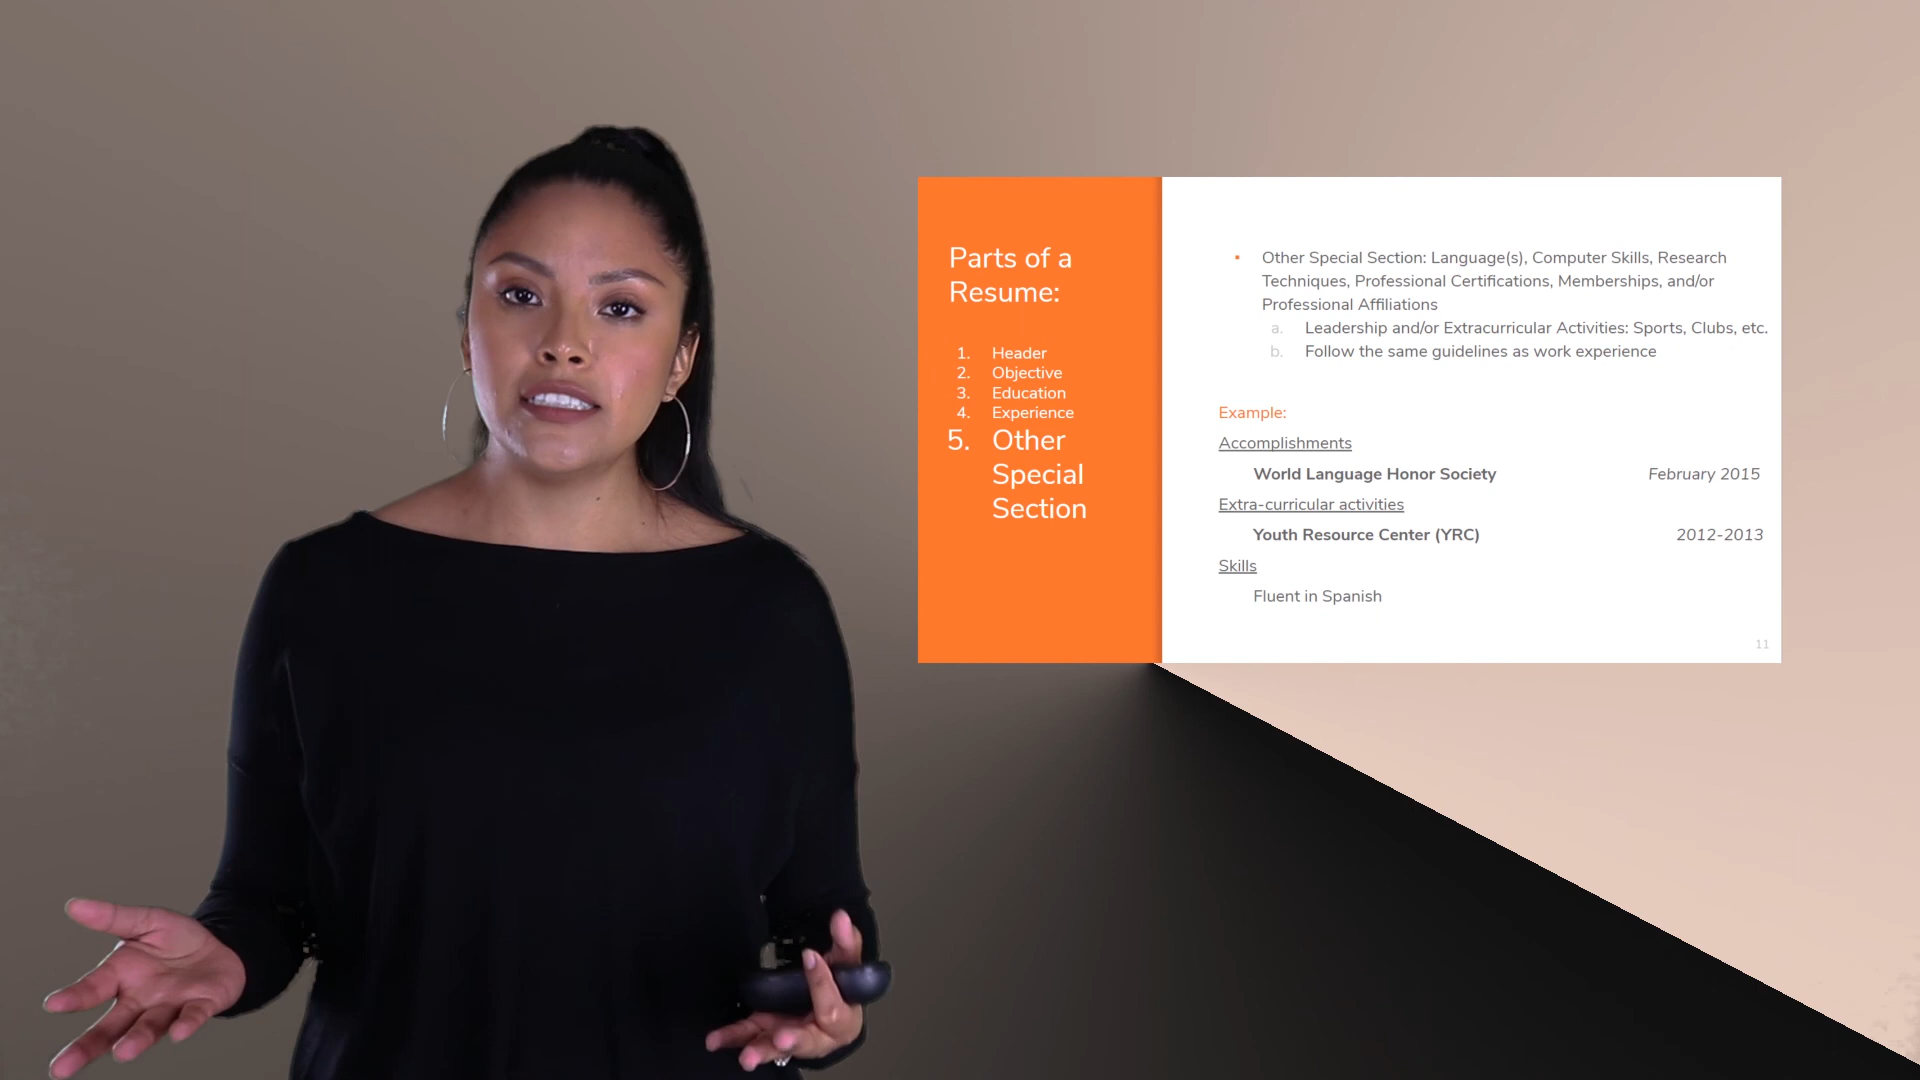 Parts of a
Resume:
1. Header
2. Objective
3. Education
4. Experience
5. Other
Special
Section
▪ Other Special Section: Language(s), Computer Skills, Research
Techniques, Professional Certifications, Memberships, and/or
Professional Affiliations
a. Leadership and/or Extracurricular Activities: Sports, Clubs, etc.
b. Follow the same guidelines as work experience
Example:
Accomplishments
World Language Honor Society February 2015
Extra-curricular activities
Youth Resource Center (YRC) 2012-2013
Skills
Fluent in Spanish
11